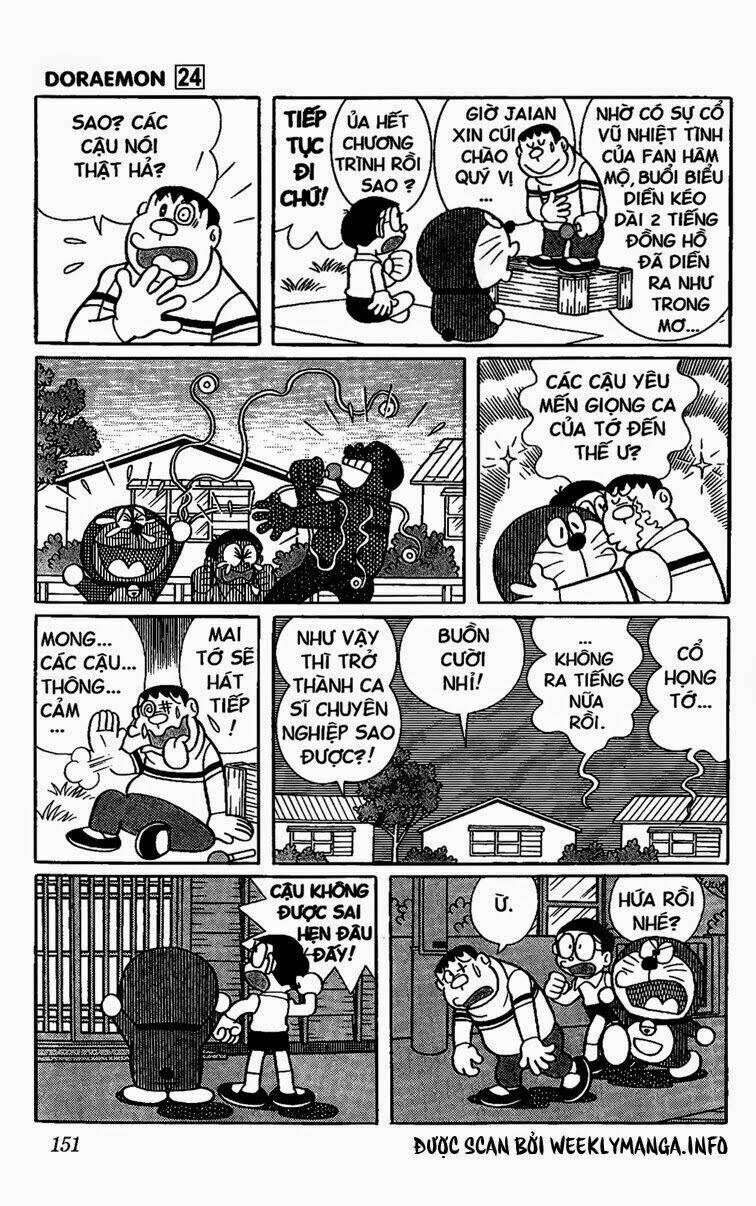 DORAEMON 24
NHỜ CÓ SỰ CỔ
VŨ NHIỆT TÌNH
CỦA FAN HÂM
MỘ, BUỔI BIỂU
DIỄN KÉO
DÀI 2 TIẾNG
ĐỒNG HỒ
ĐÃ DIỄN
RA NHƯ
TRONG
MƠ...
GIỜ JAIAN
XIN CÚI
CHÀO
QUÝ VỊ
...
ỦA HẾT
CHƯƠNG
TRÌNH RỒI
SAO ?
TIẾP
TỤC
ĐI
CHỨ!
SAO? CÁC
CẬU NÓI
THẬT HẢ?
CÁC CẬU YÊU
MẾN GIỌNG CA
CỦA TỚ ĐẾN
THẾ Ư?
CỔ
HỌNG
TỚ...
...
KHÔNG
RA TIẾNG
NỮA
RỒI.
BUỒN
CƯỜI
NHỈ!
NHƯ VẬY
THÌ TRỞ
THÀNH CA
SĨ CHUYÊN
NGHIỆP SAO
ĐƯỢC?!
MAI
TỚ SẼ
HÁT
TIẾP
!
MONG...
CÁC CẬU...
THÔNG...
CẢM
...
HỨA RỒI
NHÉ?
Ừ.
CẬU KHÔNG
ĐƯỢC SAI
HẸN ĐÂU
ĐẤY!
151
ĐƯỢC SCAN BỞI WEEKLYMANGA.INFO